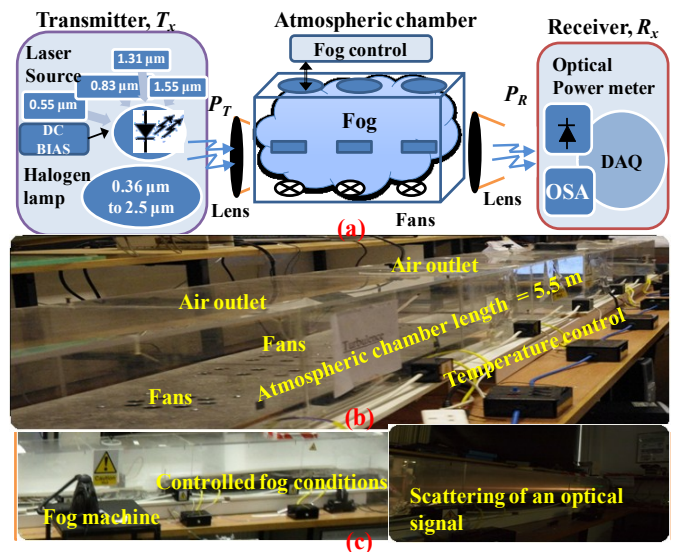 Transmitter, Tx
Atmospheric chamber
Receiver, Rx
Laser
Source
1.31 µm
0.83 µm
1.55 µm
0.55 µm
DC
BIAS
Halogen
lamp
0.36 µm
to 2.5 µm
PT
Lens
Fog control
Fog
Fans
PR
Lens
Optical
Power meter
DAQ
OSA
(a)
Air outlet
Air outlet
Fans
Fans
Atmospheric chamber length = 5.5 m
Temperature control
Turbulence
(b)
Controlled fog conditions
Fog machine
Scattering of an optical
signal
(c)